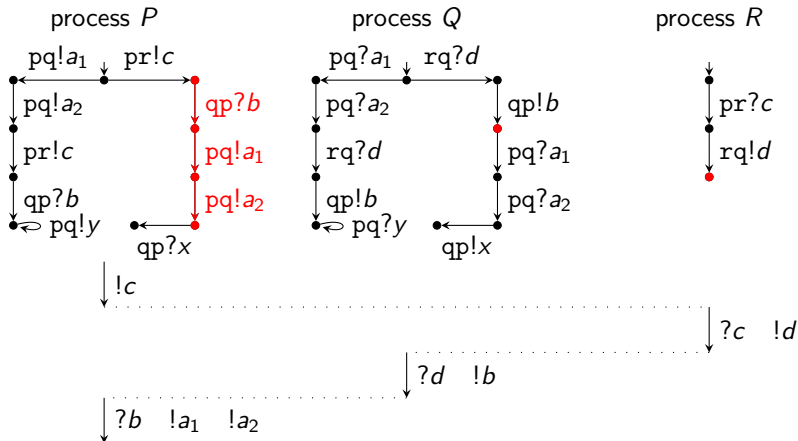 process P process Q process R
pq!a₁ pr!c pq?a₁ rq?d
pq!a₂ qp?b pq?a₂ qp!b pr?c
pr!c pq!a₁ rq?d pq?a₁ rq!d
qp?b pq!a₂ qp!b pq?a₂
pq!y pq?y
qp?x qp!x
!c
?c !d
?d !b
?b !a₁ !a₂